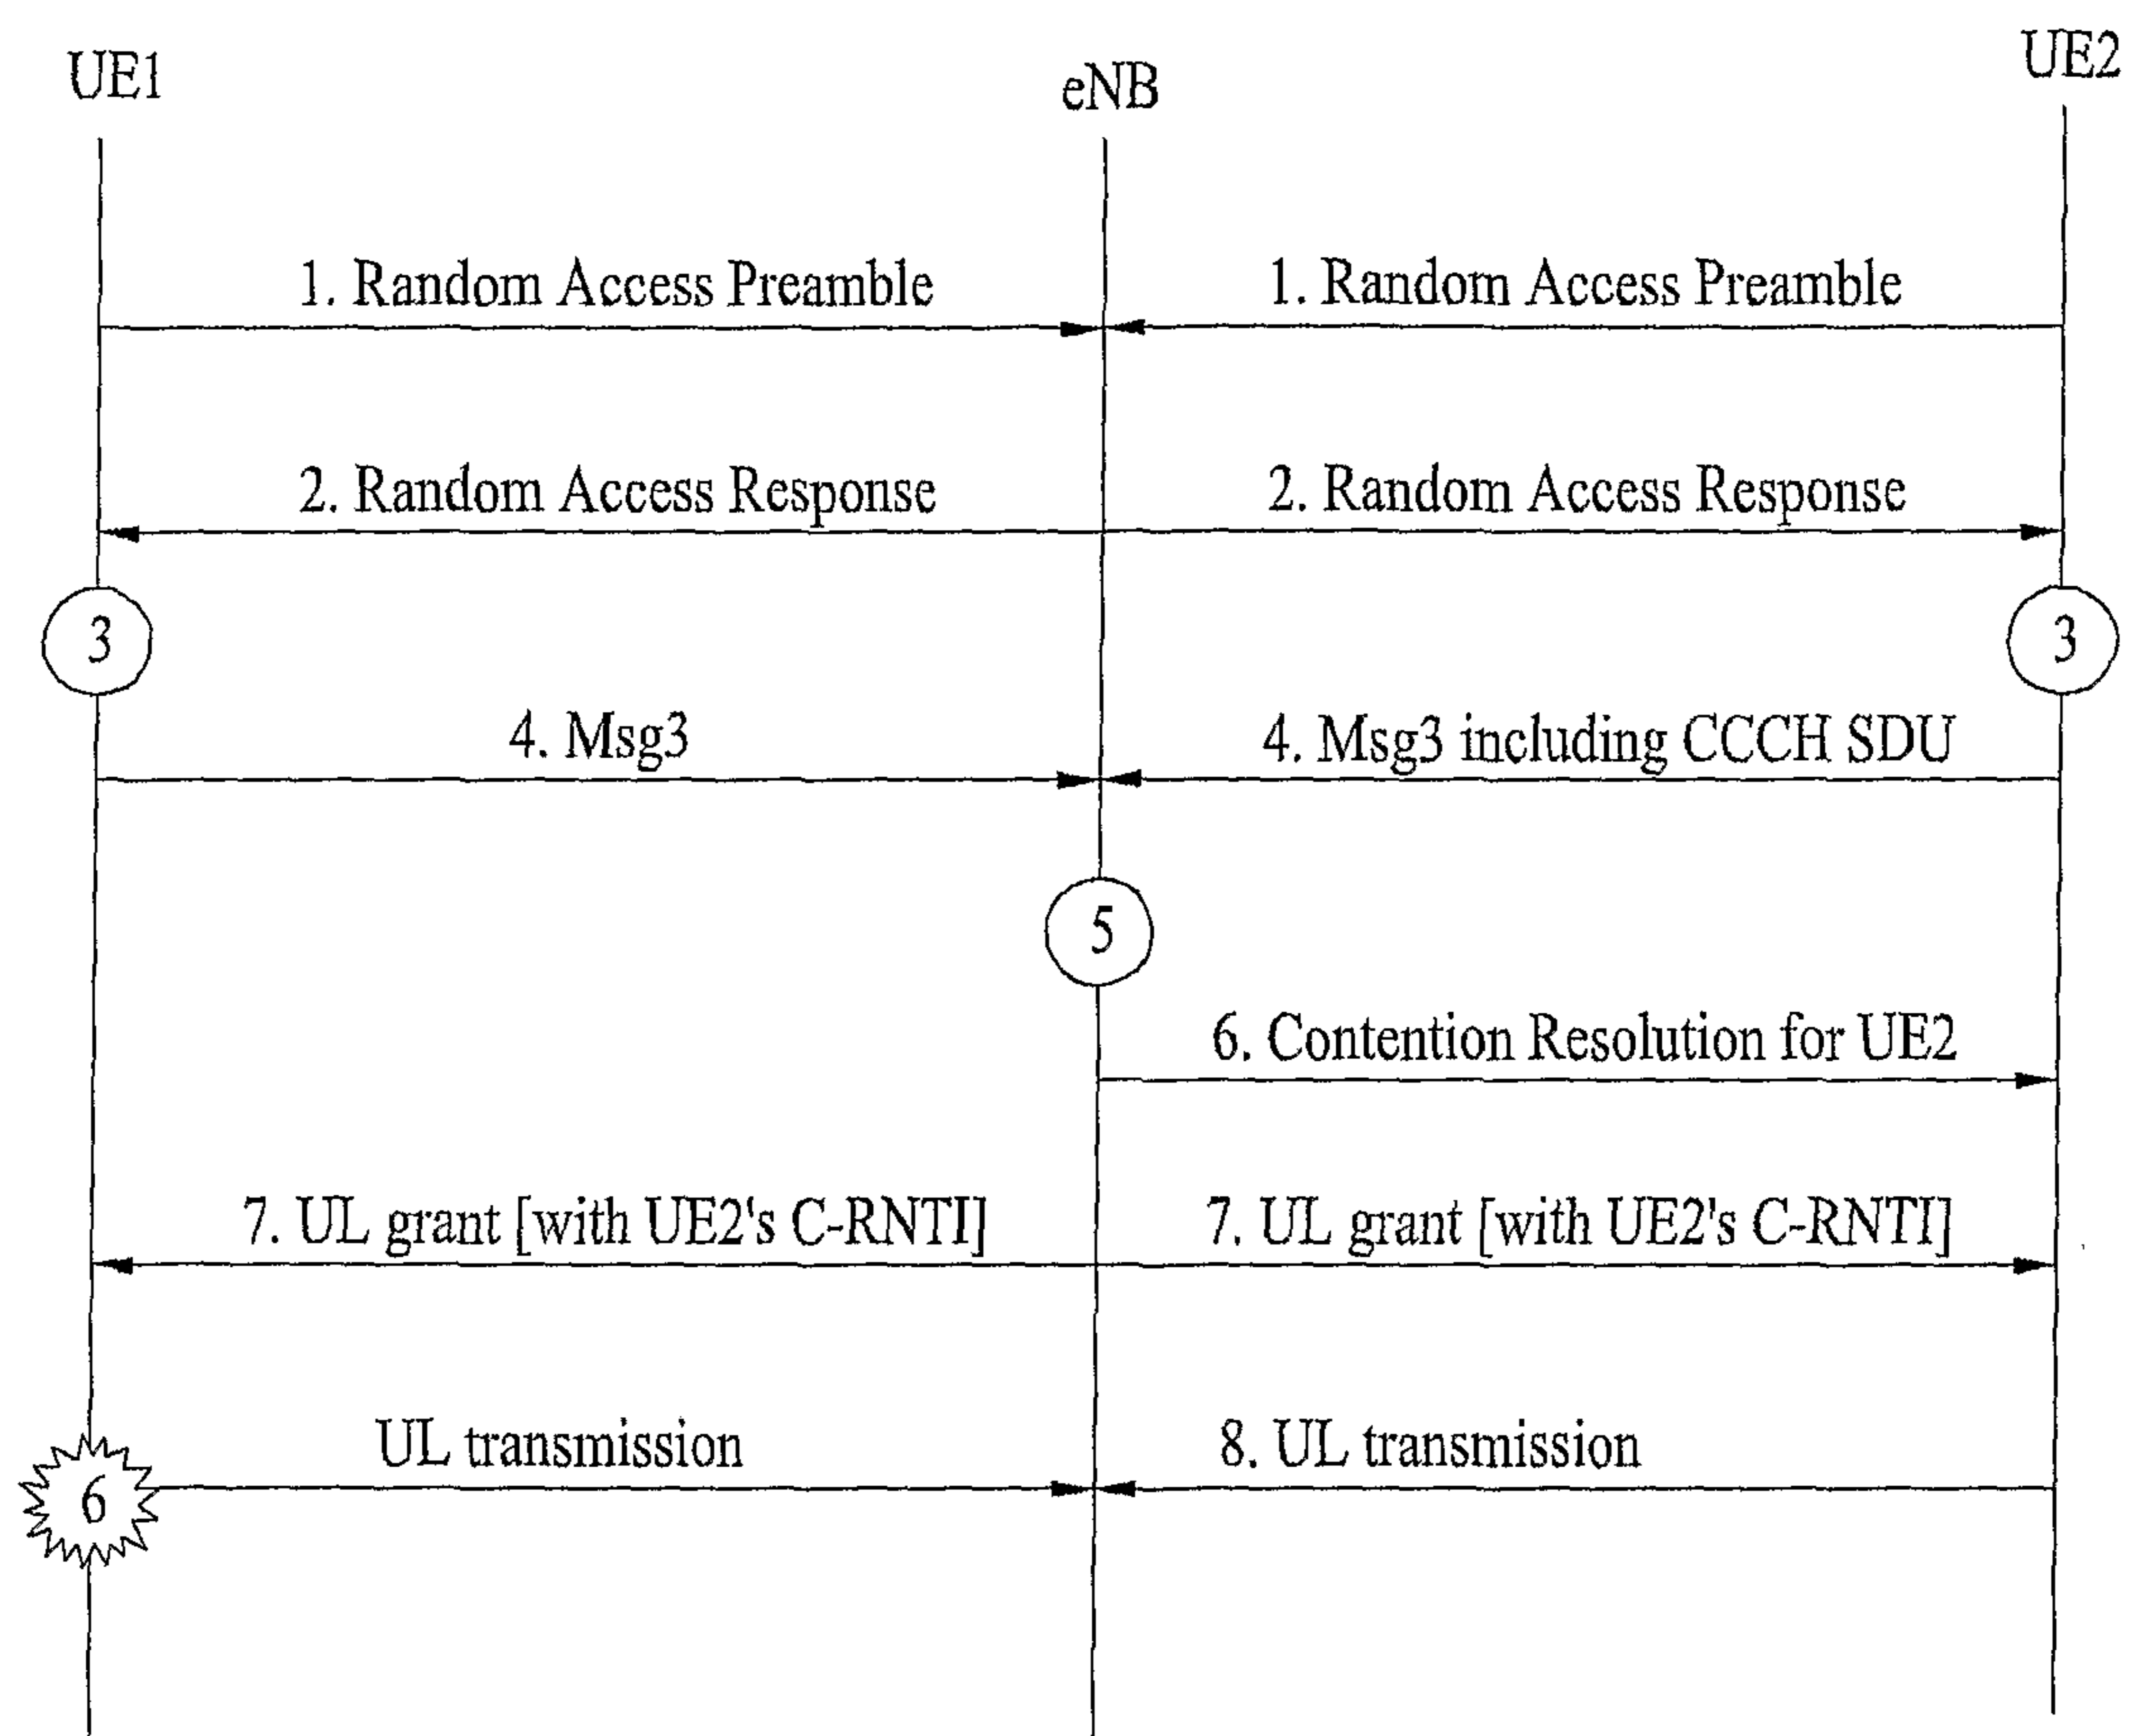 UE1
eNB
UE2
1. Random Access Preamble
1. Random Access Preamble
2. Random Access Response
2. Random Access Response
3
3
4. Msg3
4. Msg3 including CCCH SDU
5
6. Contention Resolution for UE2
7. UL grant [with UE2's C-RNTI]
7. UL grant [with UE2's C-RNTI]
UL transmission
8. UL transmission
6